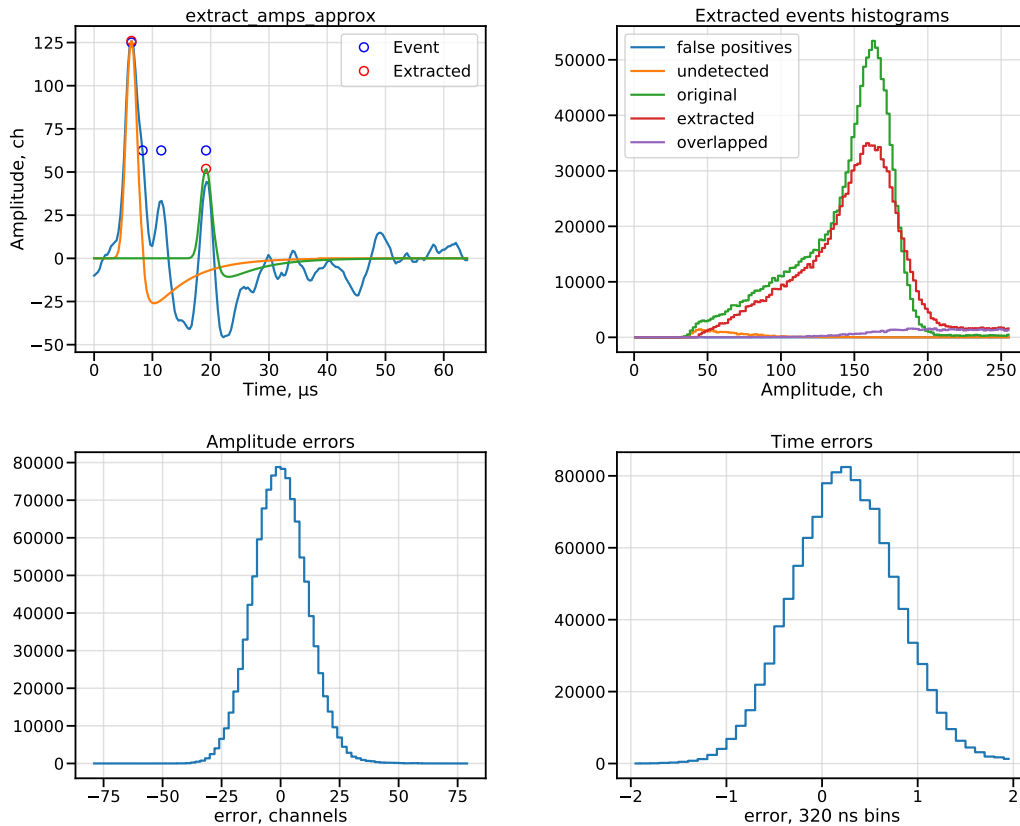 extract_amps_approx
Amplitude, ch
125
100
75
50
25
0
−25
−50
Event
Extracted
0 10 20 30 40 50 60
Time, μs
Extracted events histograms
50000
40000
30000
20000
10000
0
false positives
undetected
original
extracted
overlapped
0 50 100 150 200 250
Amplitude, ch
Amplitude errors
80000
70000
60000
50000
40000
30000
20000
10000
0
−75 −50 −25 0 25 50 75
error, channels
Time errors
80000
60000
40000
20000
0
−2 −1 0 1 2
error, 320 ns bins